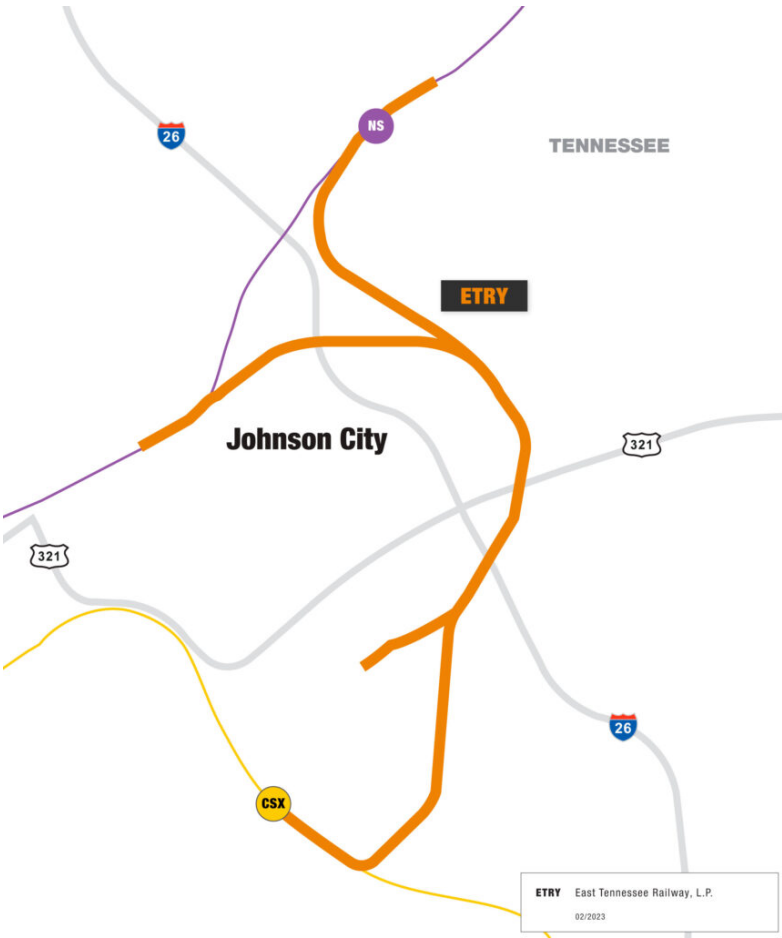 26
NS
TENNESSEE
ETRY
Johnson City
321
321
26
CSX
ETRY East Tennessee Railway, L.P.
02/2023